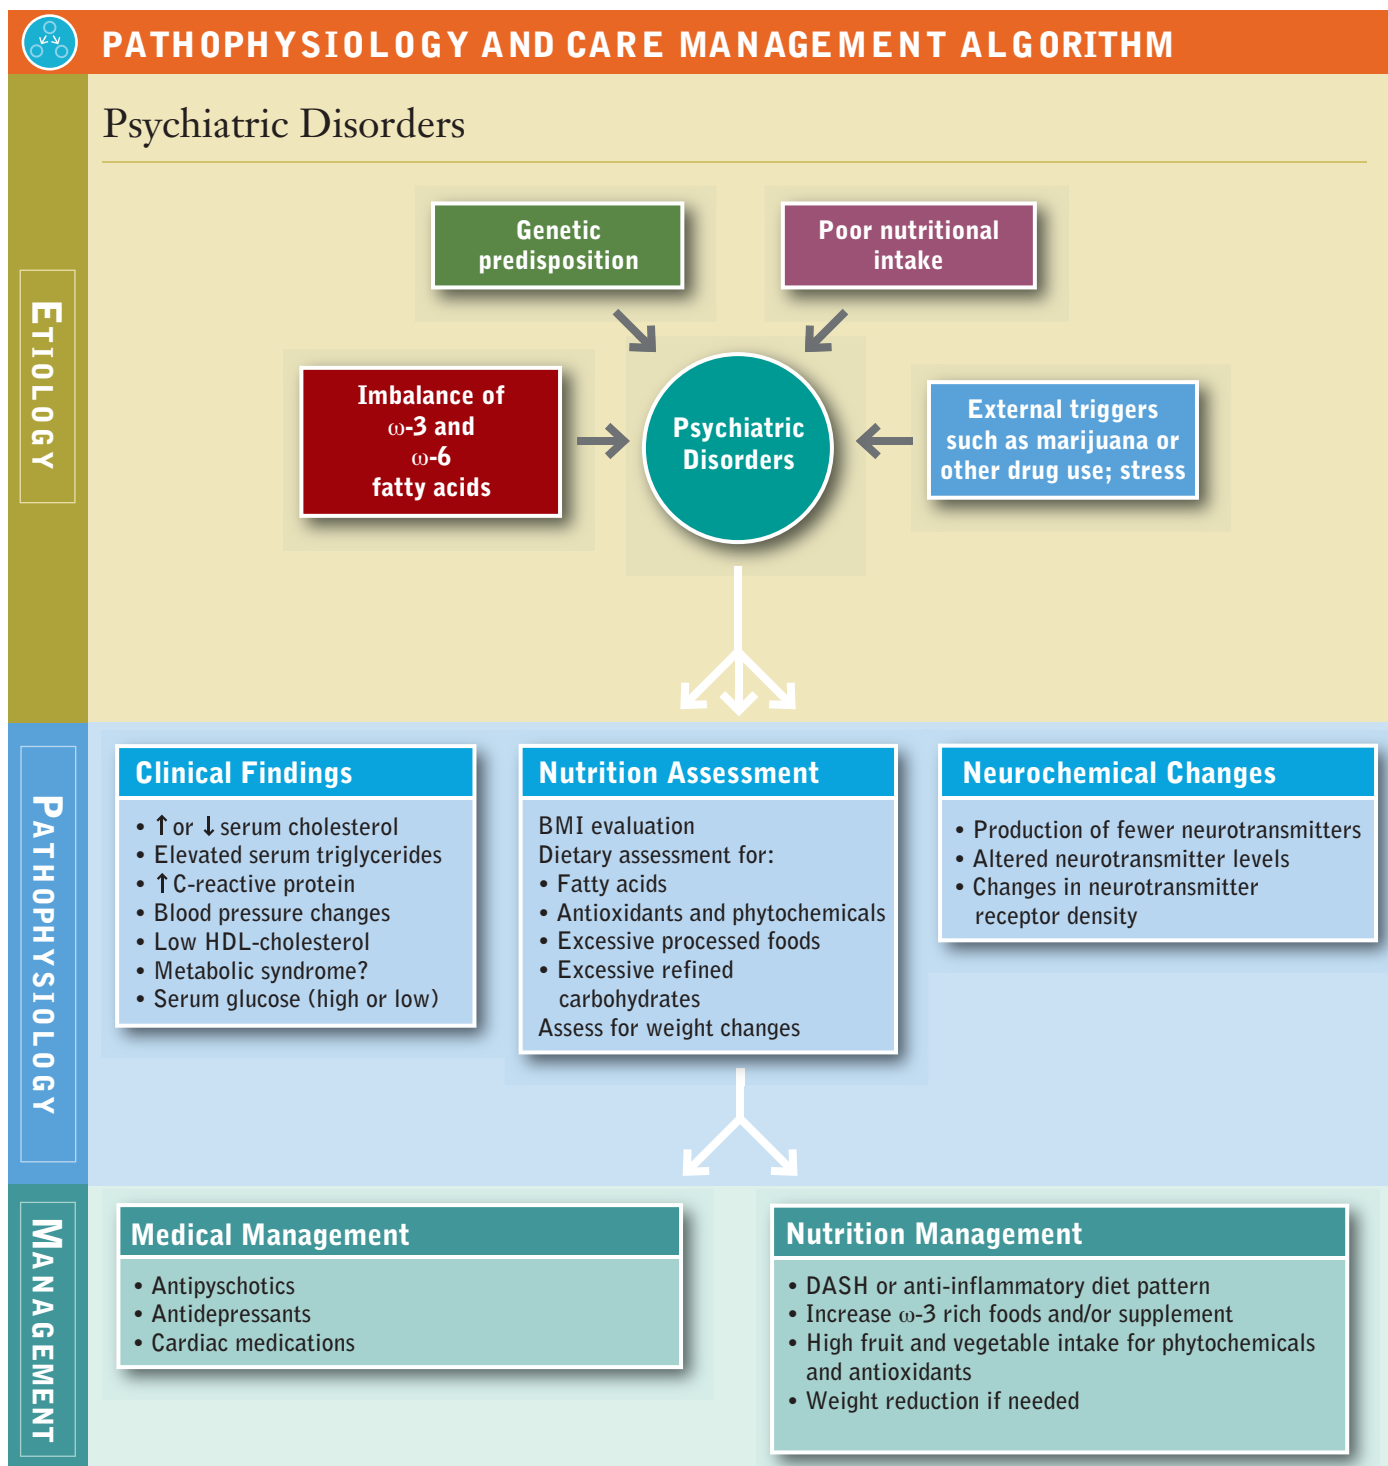 PATHOPHYSIOLOGY AND CARE MANAGEMENT ALGORITHM
Psychiatric Disorders
ETIOLOGY
Genetic
predisposition
Poor nutritional
intake
Imbalance of
ω-3 and
ω-6
fatty acids
Psychiatric
Disorders
External triggers
such as marijuana or
other drug use; stress
PATHOPHYSIOLOGY
Clinical Findings
• ↑ or ↓ serum cholesterol
• Elevated serum triglycerides
• ↑ C-reactive protein
• Blood pressure changes
• Low HDL-cholesterol
• Metabolic syndrome?
• Serum glucose (high or low)
Nutrition Assessment
BMI evaluation
Dietary assessment for:
• Fatty acids
• Antioxidants and phytochemicals
• Excessive processed foods
• Excessive refined
carbohydrates
Assess for weight changes
Neurochemical Changes
• Production of fewer neurotransmitters
• Altered neurotransmitter levels
• Changes in neurotransmitter
receptor density
MANAGEMENT
Medical Management
• Antipyschotics
• Antidepressants
• Cardiac medications
Nutrition Management
• DASH or anti-inflammatory diet pattern
• Increase ω-3 rich foods and/or supplement
• High fruit and vegetable intake for phytochemicals
and antioxidants
• Weight reduction if needed